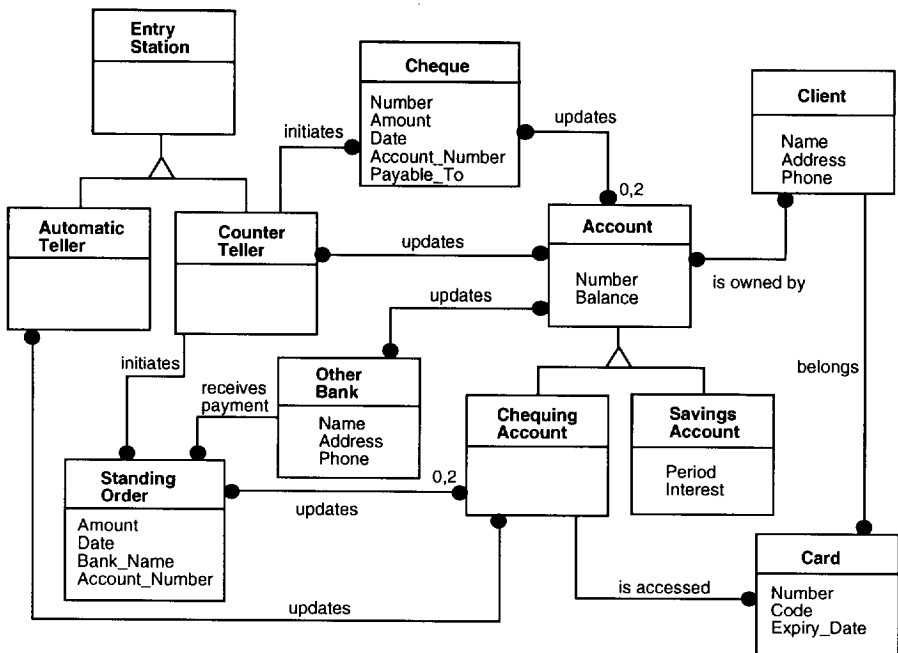 Entry
Station
Cheque
Number
Amount
Date
Account_Number
Payable_To
Client
Name
Address
Phone
initiates
updates
0,2
Automatic
Teller
Counter
Teller
updates
Account
Number
Balance
is owned by
updates
initiates
receives
payment
Other
Bank
Name
Address
Phone
belongs
Chequing
Account
Savings
Account
Period
Interest
Standing
Order
Amount
Date
Bank_Name
Account_Number
0,2
updates
updates
is accessed
Card
Number
Code
Expiry_Date